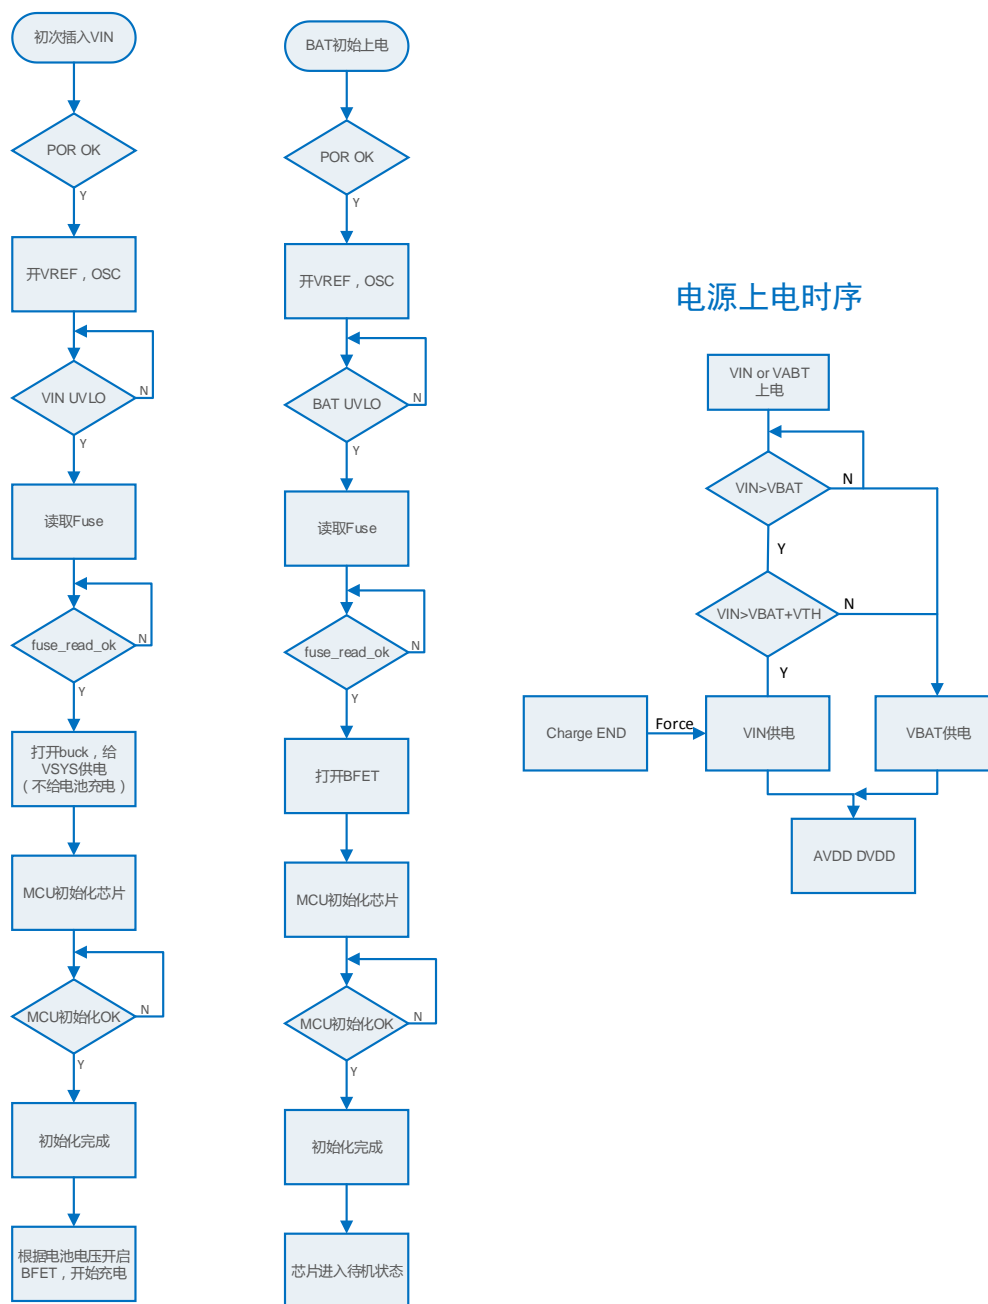 初次插入VIN
POR OK
Y
开VREF，OSC
VIN UVLO
N
Y
读取Fuse
fuse_read_ok
N
Y
打开buck，给
VSYS供电
（不给电池充电）
MCU初始化芯片
MCU初始化OK
N
Y
初始化完成
根据电池电压开启
BFET，开始充电
BAT初始上电
POR OK
Y
开VREF，OSC
BAT UVLO
N
Y
读取Fuse
fuse_read_ok
N
Y
打开BFET
MCU初始化芯片
MCU初始化OK
N
Y
初始化完成
芯片进入待机状态
电源上电时序
VIN or VABT
上电
VIN>VBAT
N
Y
VIN>VBAT+VTH
N
Y
Charge END
Force
VIN供电
VBAT供电
AVDD DVDD